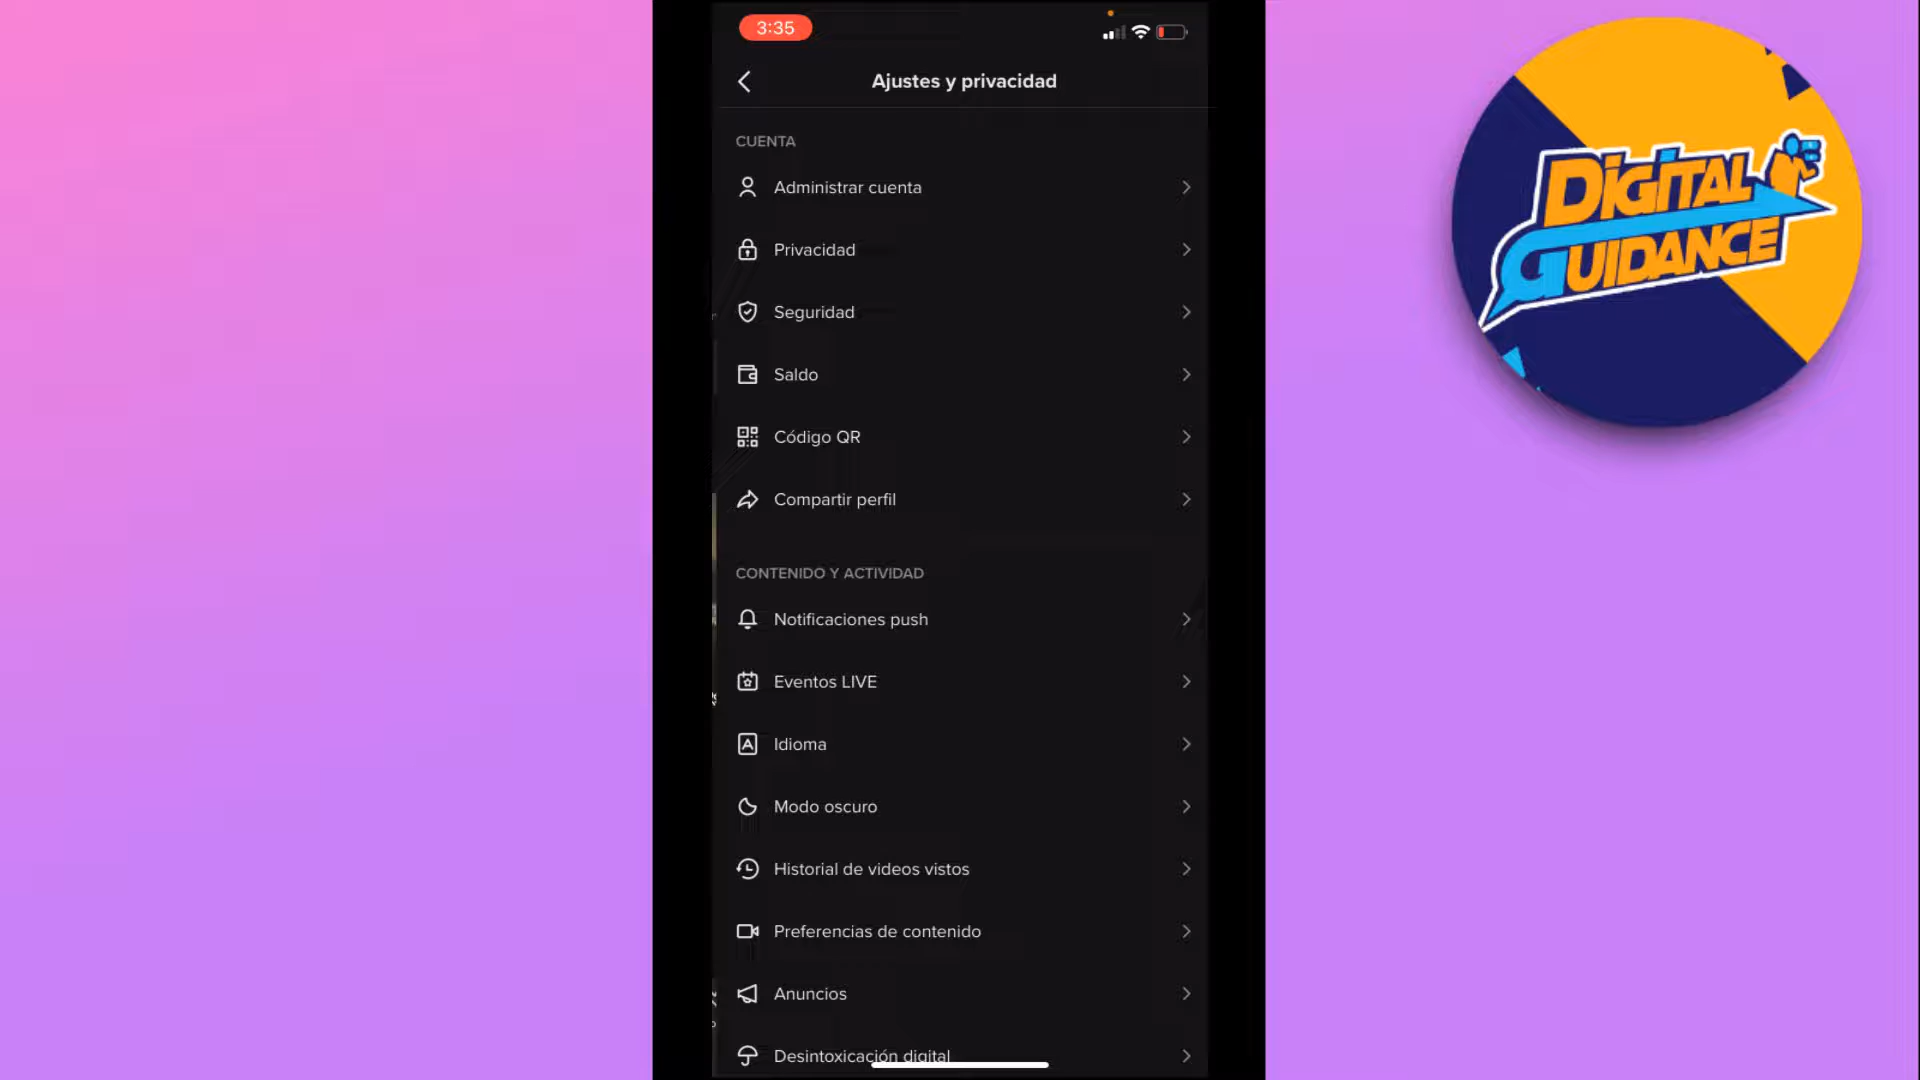 3:35
Ajustes y privacidad
CUENTA
Administrar cuenta
Privacidad
Seguridad
Saldo
Código QR
Compartir perfil
CONTENIDO Y ACTIVIDAD
Notificaciones push
Eventos LIVE
Idioma
Modo oscuro
Historial de videos vistos
Preferencias de contenido
Anuncios
Desintoxicación digital
DIGITAL
GUIDANCE